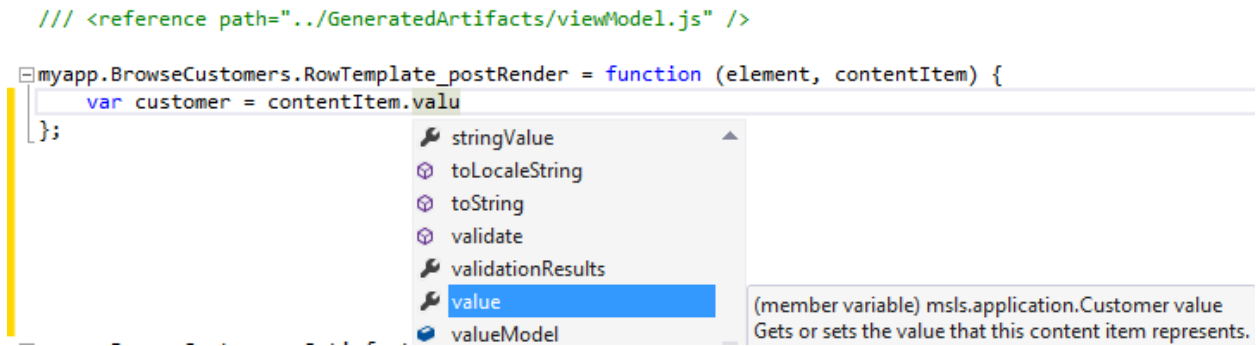 /// <reference path="../GeneratedArtifacts/viewModel.js" />
myapp.BrowseCustomers.RowTemplate_postRender = function (element, contentItem) {
var customer = contentItem.valu
};
stringValue
toLocaleString
toString
validate
validationResults
value
valueModel
(member variable) msls.application.Customer value
Gets or sets the value that this content item represents.